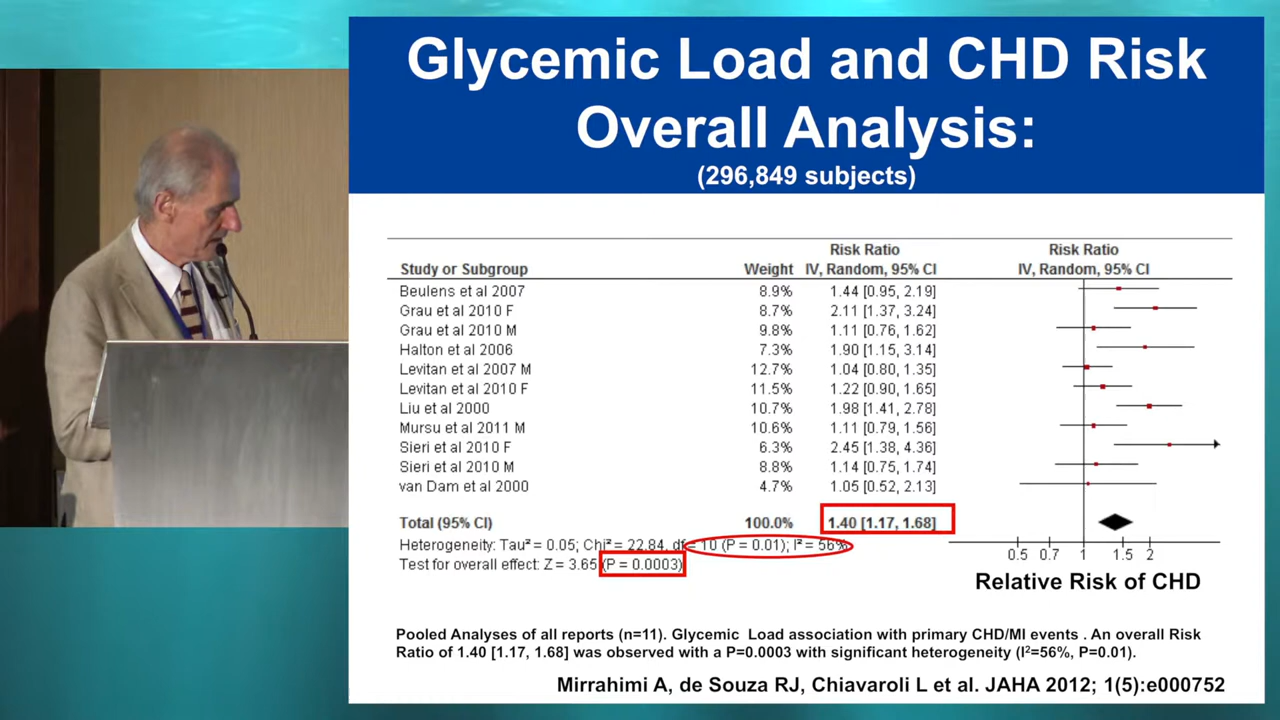 Glycemic Load and CHD Risk
Overall Analysis:
(296,849 subjects)
Risk Ratio Risk Ratio
Study or Subgroup Weight IV, Random, 95% CI IV, Random, 95% CI
Beulens et al 2007 8.9% 1.44 [0.95, 2.19]
Grau et al 2010 F 8.7% 2.11 [1.37, 3.24]
Grau et al 2010 M 9.8% 1.11 [0.76, 1.62]
Halton et al 2006 7.3% 1.90 [1.15, 3.14]
Levitan et al 2007 M 12.7% 1.04 [0.80, 1.35]
Levitan et al 2010 F 11.5% 1.22 [0.90, 1.65]
Liu et al 2000 10.7% 1.98 [1.41, 2.78]
Mursu et al 2011 M 10.6% 1.11 [0.79, 1.56]
Sieri et al 2010 F 6.3% 2.45 [1.38, 4.36]
Sieri et al 2010 M 8.8% 1.14 [0.75, 1.74]
van Dam et al 2000 4.7% 1.05 [0.52, 2.13]
Total (95% CI) 100.0% 1.40 [1.17, 1.68]
Heterogeneity: Tau² = 0.05; Chi² = 22.84, df = 10 (P = 0.01); I² = 56%
Test for overall effect: Z = 3.65 (P = 0.0003)
0.5 0.7 1 1.5 2
Relative Risk of CHD
Pooled Analyses of all reports (n=11). Glycemic Load association with primary CHD/MI events . An overall Risk
Ratio of 1.40 [1.17, 1.68] was observed with a P=0.0003 with significant heterogeneity (I²=56%, P=0.01).
Mirrahimi A, de Souza RJ, Chiavaroli L et al. JAHA 2012; 1(5):e000752